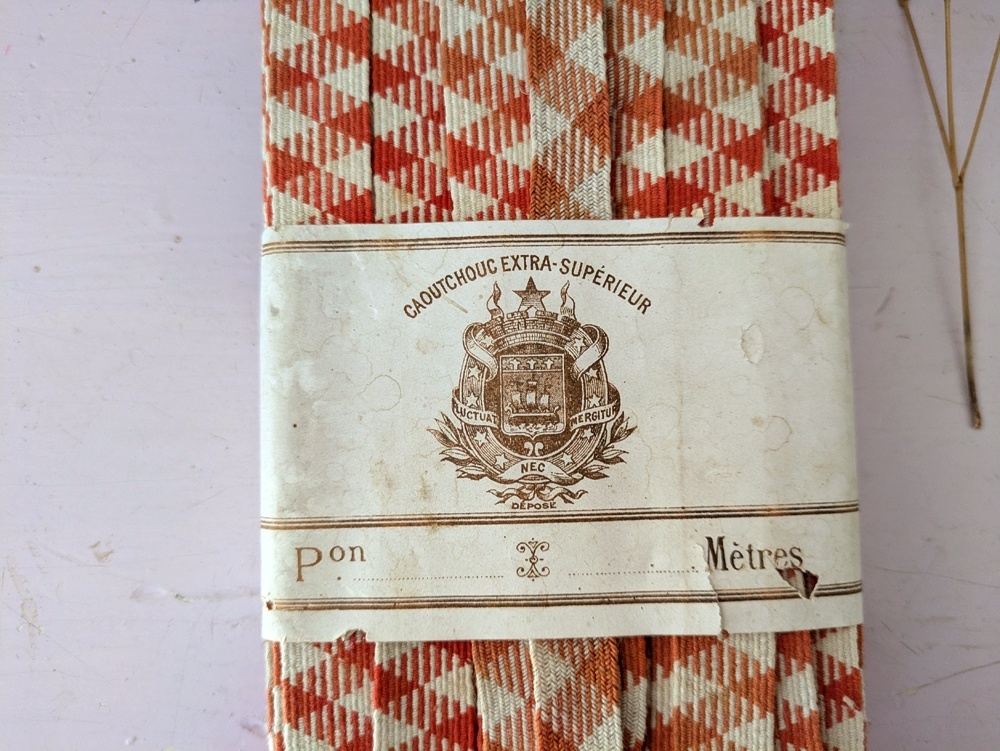 CAOUTCHOUC EXTRA-SUPÉRIEUR
FLUCTUAT NEC MERGITUR
DÉPOSÉ
Pon Mètres